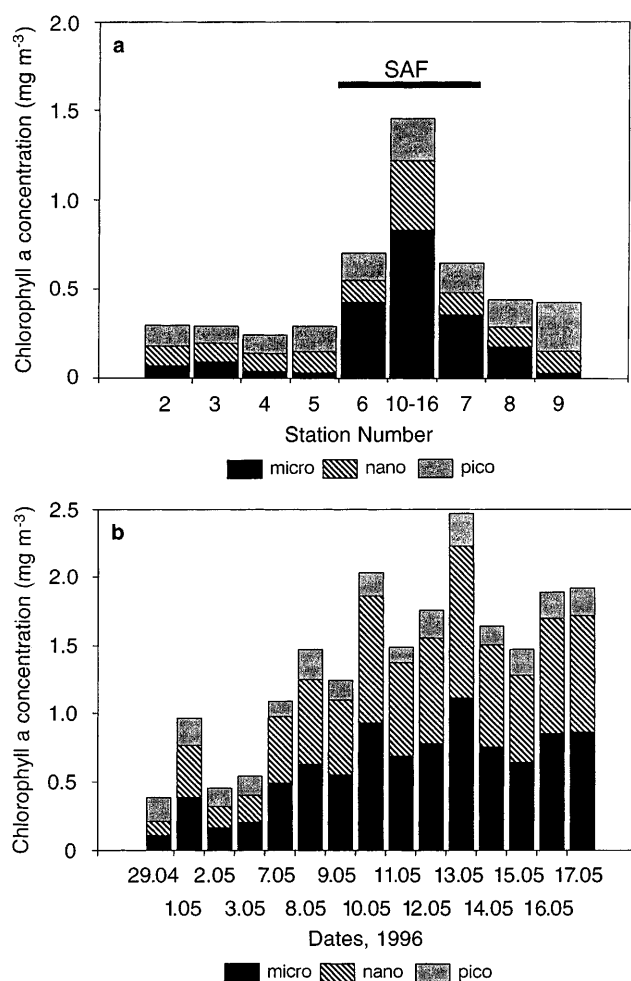 a
SAF
2.0
1.5
1.0
0.5
0
Chlorophyll a concentration (mg m-3)
2 3 4 5 6 10-16 7 8 9
Station Number
micro nano pico
b
2.5
2.0
1.5
1.0
0.5
0
Chlorophyll a concentration (mg m-3)
29.04 2.05 7.05 9.05 11.05 13.05 15.05 17.05
1.05 3.05 8.05 10.05 12.05 14.05 16.05
Dates, 1996
micro nano pico